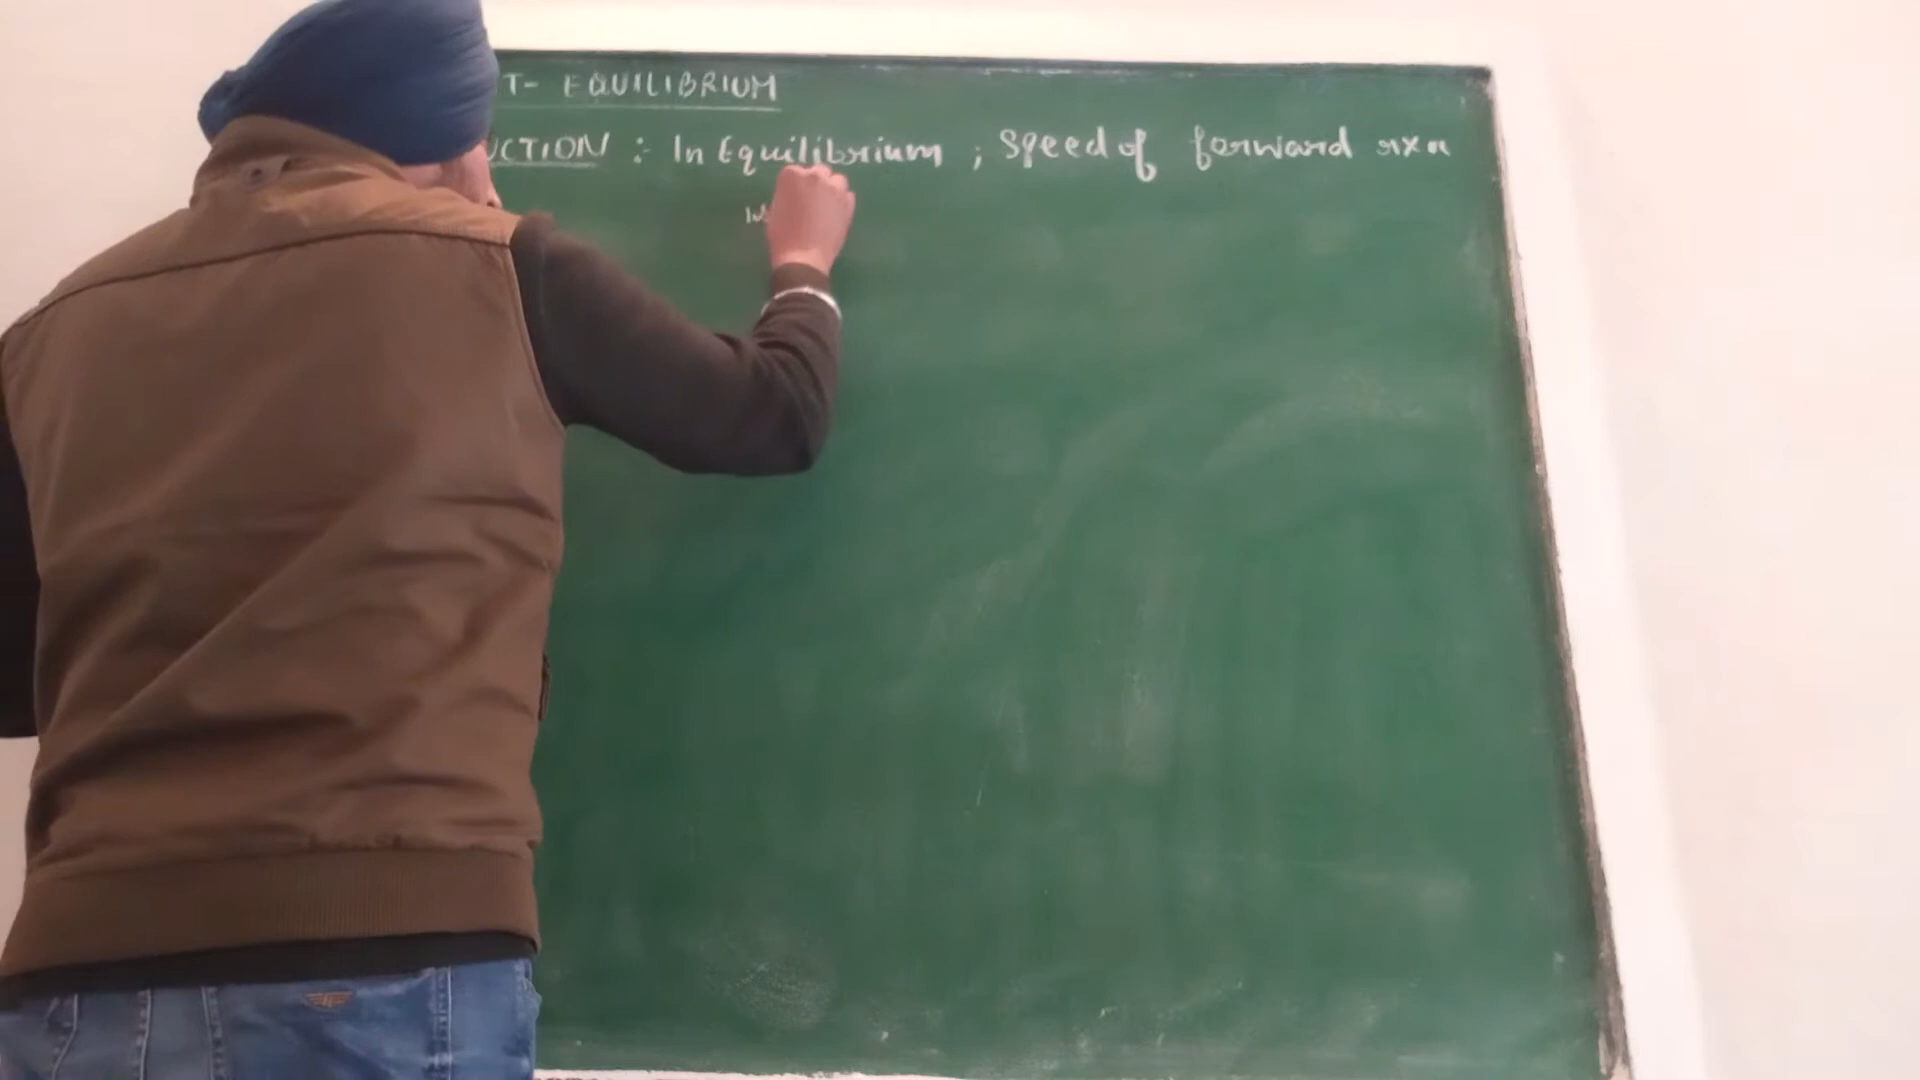 T- EQUILIBRIUM
UCTION :- In Equilibrium ; Speed of forward rxn